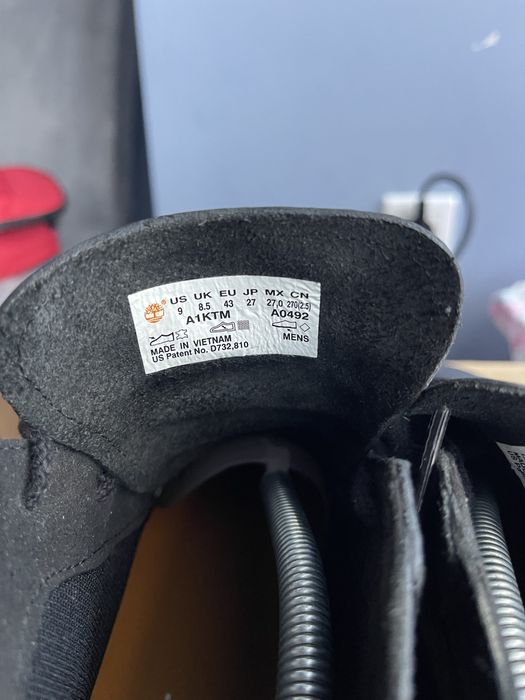 US UK EU JP MX CN
9 8.5 43 27 27.0 270(2.5)
A1KTM A0492
MADE IN VIETNAM MENS
US Patent No. D732,810